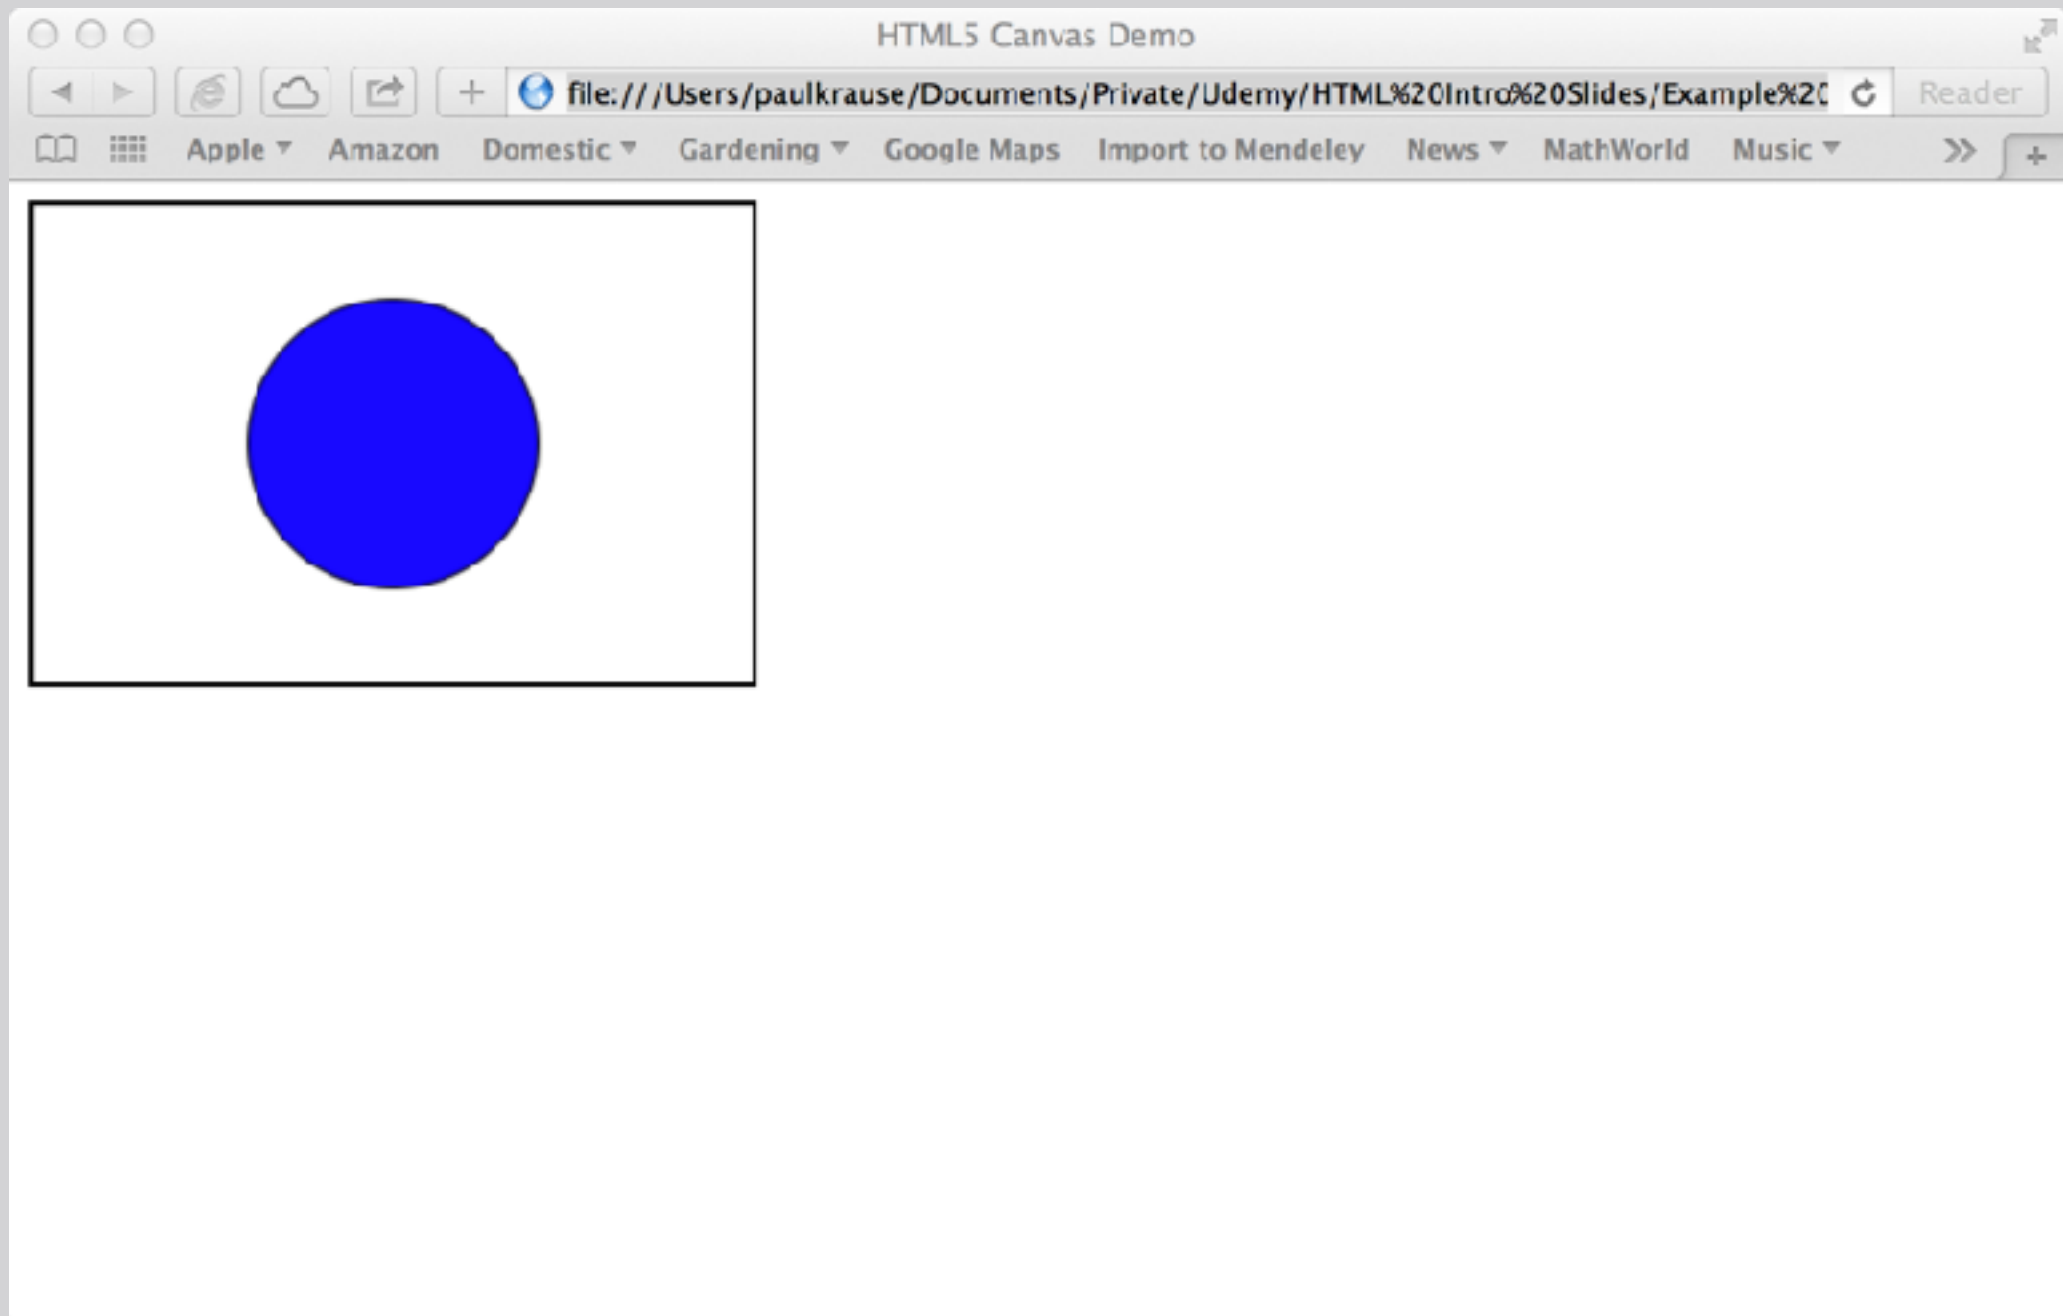 HTML5 Canvas Demo
file:///Users/paulkrause/Documents/Private/Udemy/HTML%20Intro%20Slides/Example%20
Reader
Apple Amazon Domestic Gardening Google Maps Import to Mendeley News MathWorld Music